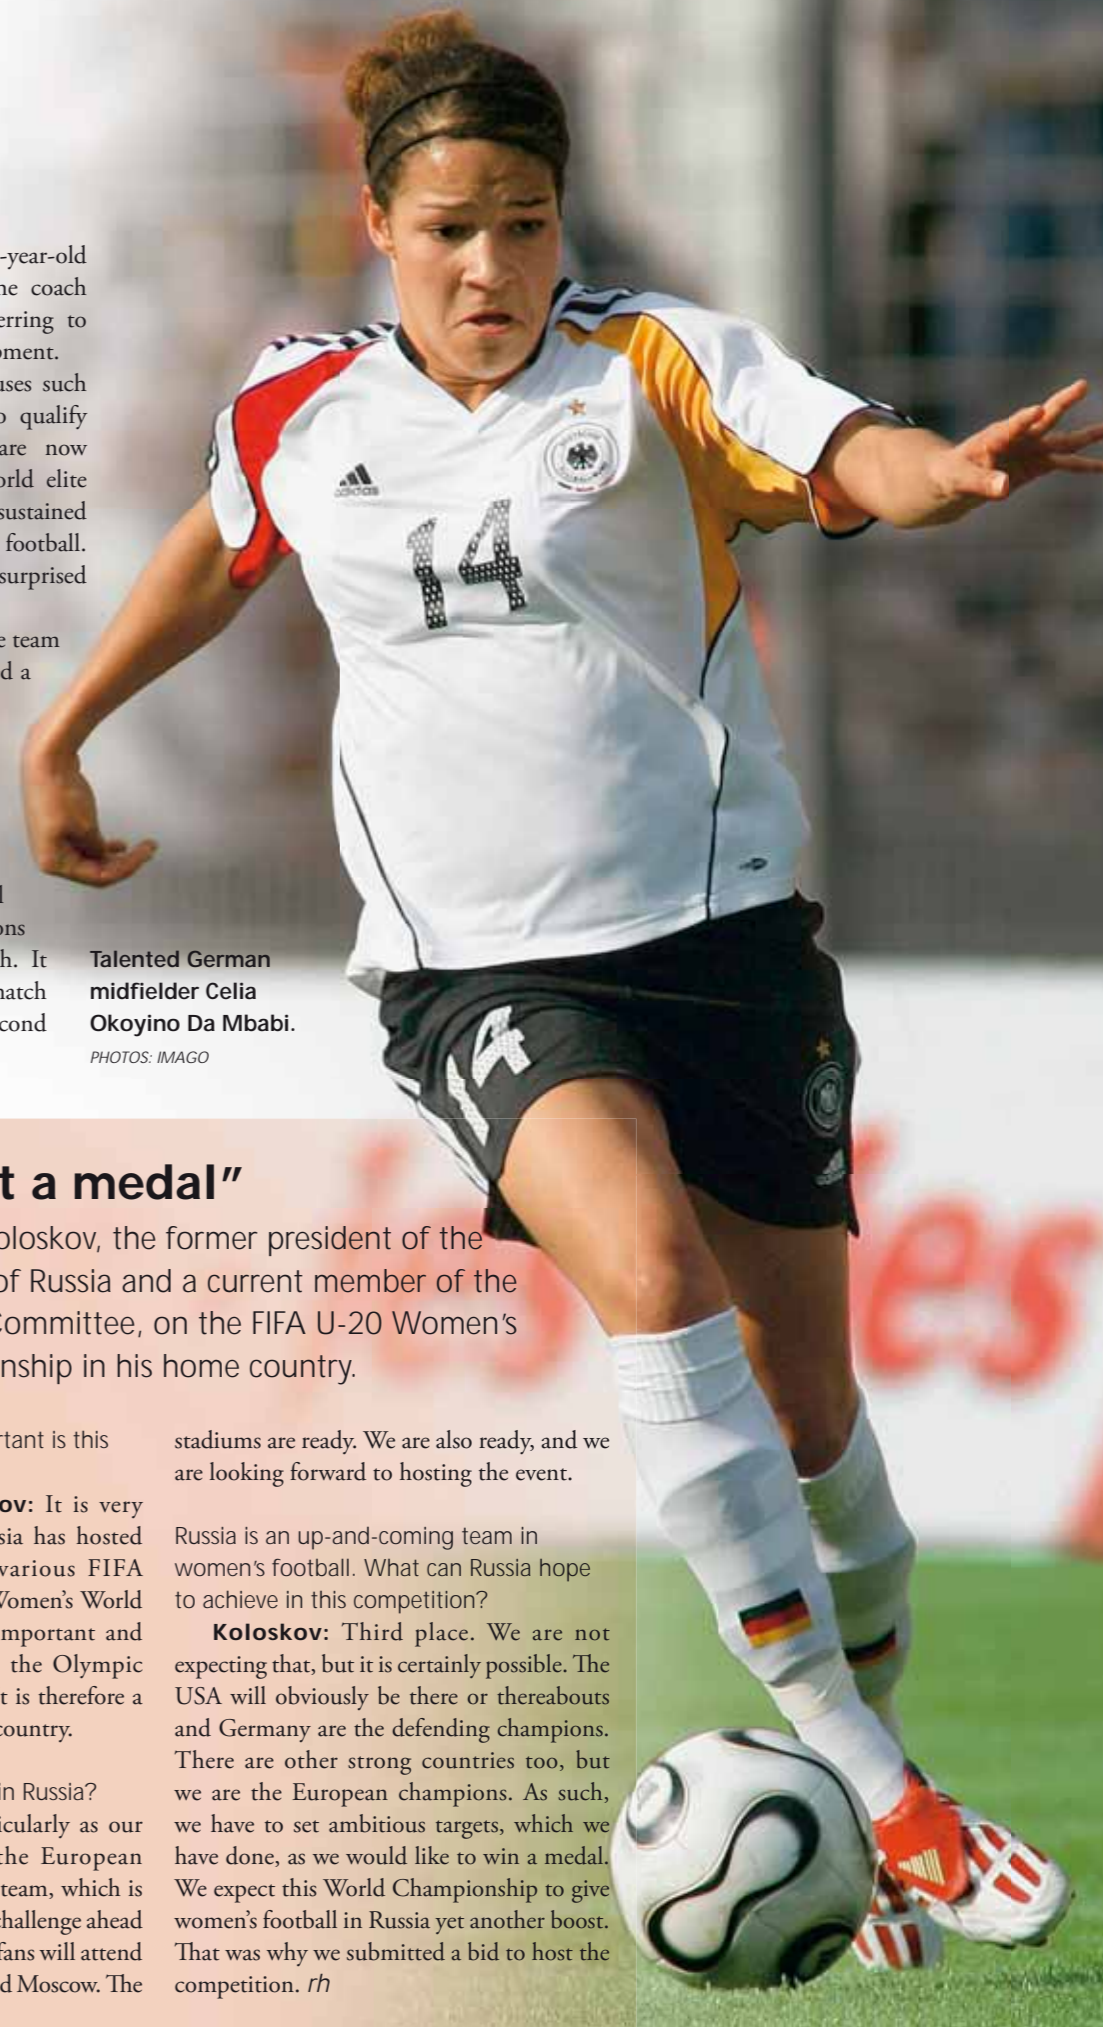 -year-old
ne coach
erring to
pment.
uses such
o qualify
are now
orld elite
sustained
football.
surprised
e team
d a
l
ons
h. It
natch
cond
adidas
14
Talented German
midfielder Celia
Okoyino Da Mbabi.
PHOTOS: IMAGO
14
adidas
t a medal”
oloskov, the former president of the
of Russia and a current member of the
Committee, on the FIFA U-20 Women’s
nship in his home country.
rtant is this
ov: It is very
sia has hosted
various FIFA
Women’s World
mportant and
the Olympic
t is therefore a
country.
in Russia?
icularly as our
the European
team, which is
challenge ahead
fans will attend
d Moscow. The
stadiums are ready. We are also ready, and we
are looking forward to hosting the event.
Russia is an up-and-coming team in
women’s football. What can Russia hope
to achieve in this competition?
Koloskov: Third place. We are not
expecting that, but it is certainly possible. The
USA will obviously be there or thereabouts
and Germany are the defending champions.
There are other strong countries too, but
we are the European champions. As such,
we have to set ambitious targets, which we
have done, as we would like to win a medal.
We expect this World Championship to give
women’s football in Russia yet another boost.
That was why we submitted a bid to host the
competition. rh